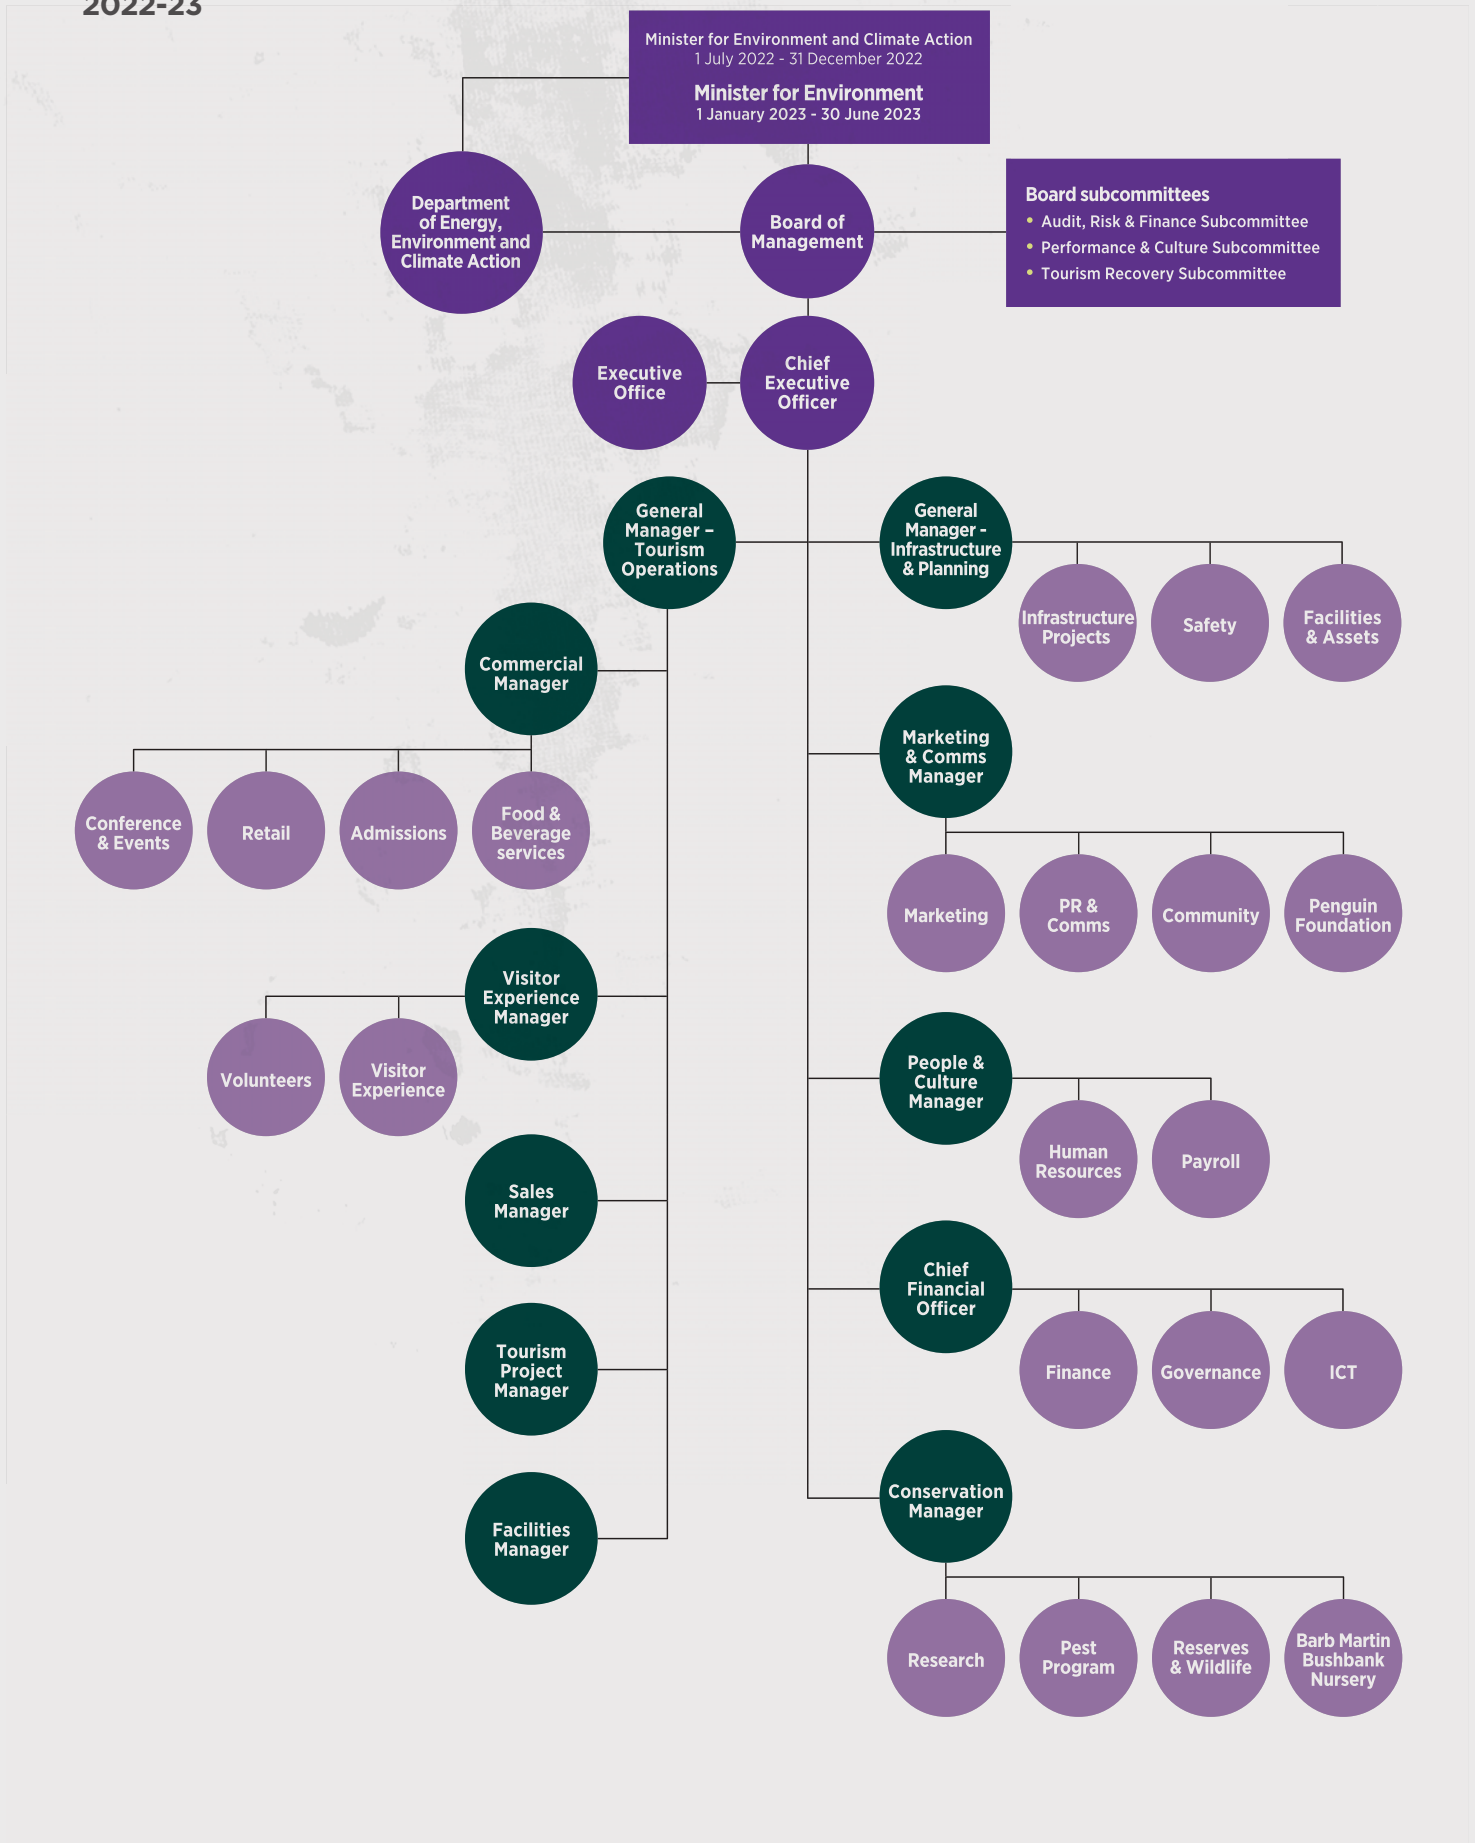 2022-23
Minister for Environment and Climate Action
1 July 2022 - 31 December 2022
Minister for Environment
1 January 2023 - 30 June 2023
Department
of Energy,
Environment and
Climate Action
Board of
Management
Board subcommittees
• Audit, Risk & Finance Subcommittee
• Performance & Culture Subcommittee
• Tourism Recovery Subcommittee
Executive
Office
Chief
Executive
Officer
General
Manager –
Tourism
Operations
General
Manager -
Infrastructure
& Planning
Infrastructure
Projects
Safety
Facilities
& Assets
Commercial
Manager
Conference
& Events
Retail
Admissions
Food &
Beverage
services
Marketing
& Comms
Manager
Marketing
PR &
Comms
Community
Penguin
Foundation
Visitor
Experience
Manager
Volunteers
Visitor
Experience
People &
Culture
Manager
Human
Resources
Payroll
Sales
Manager
Chief
Financial
Officer
Finance
Governance
ICT
Tourism
Project
Manager
Facilities
Manager
Conservation
Manager
Research
Pest
Program
Reserves
& Wildlife
Barb Martin
Bushbank
Nursery